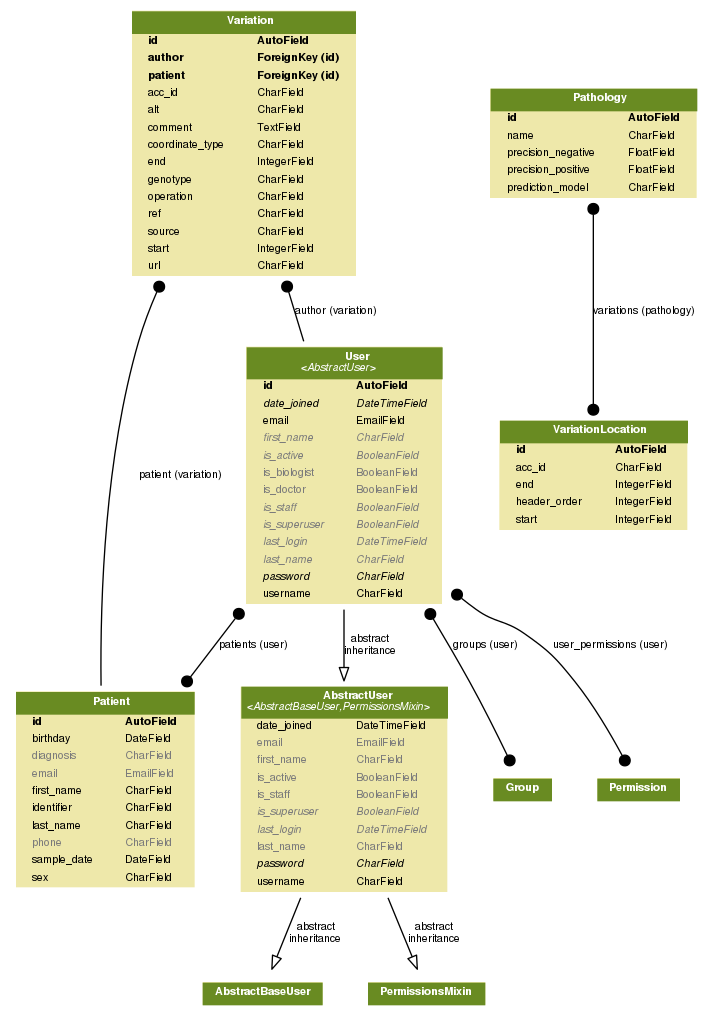 Variation
id AutoField
author ForeignKey (id)
patient ForeignKey (id)
acc_id CharField
alt CharField
comment TextField
coordinate_type CharField
end IntegerField
genotype CharField
operation CharField
ref CharField
source CharField
start IntegerField
url CharField
Pathology
id AutoField
name CharField
precision_negative FloatField
precision_positive FloatField
prediction_model CharField
author (variation)
variations (pathology)
User
<AbstractUser>
id AutoField
date_joined DateTimeField
email EmailField
first_name CharField
is_active BooleanField
is_biologist BooleanField
is_doctor BooleanField
is_staff BooleanField
is_superuser BooleanField
last_login DateTimeField
last_name CharField
password CharField
username CharField
VariationLocation
id AutoField
acc_id CharField
end IntegerField
header_order IntegerField
start IntegerField
patient (variation)
patients (user)
abstract
inheritance
groups (user)
user_permissions (user)
Patient
id AutoField
birthday DateField
diagnosis CharField
email EmailField
first_name CharField
identifier CharField
last_name CharField
phone CharField
sample_date DateField
sex CharField
AbstractUser
<AbstractBaseUser,PermissionsMixin>
date_joined DateTimeField
email EmailField
first_name CharField
is_active BooleanField
is_staff BooleanField
is_superuser BooleanField
last_login DateTimeField
last_name CharField
password CharField
username CharField
Group
Permission
abstract
inheritance
abstract
inheritance
AbstractBaseUser
PermissionsMixin